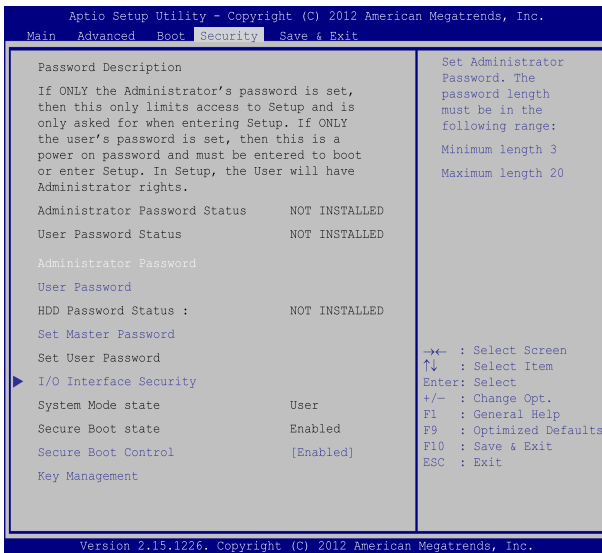 Aptio Setup Utility - Copyright (C) 2012 American Megatrends, Inc.
Main Advanced Boot Security Save & Exit
Password Description
If ONLY the Administrator's password is set,
then this only limits access to Setup and is
only asked for when entering Setup. If ONLY
the user's password is set, then this is a
power on password and must be entered to boot
or enter Setup. In Setup, the User will have
Administrator rights.
Administrator Password Status NOT INSTALLED
User Password Status NOT INSTALLED
Administrator Password
User Password
HDD Password Status : NOT INSTALLED
Set Master Password
Set User Password
I/O Interface Security
System Mode state User
Secure Boot state Enabled
Secure Boot Control [Enabled]
Key Management
Set Administrator
Password. The
password length
must be in the
following range:
Minimum length 3
Maximum length 20
→← : Select Screen
↑↓ : Select Item
Enter: Select
+/— : Change Opt.
F1 : General Help
F9 : Optimized Defaults
F10 : Save & Exit
ESC : Exit
Version 2.15.1226. Copyright (C) 2012 American Megatrends, Inc.